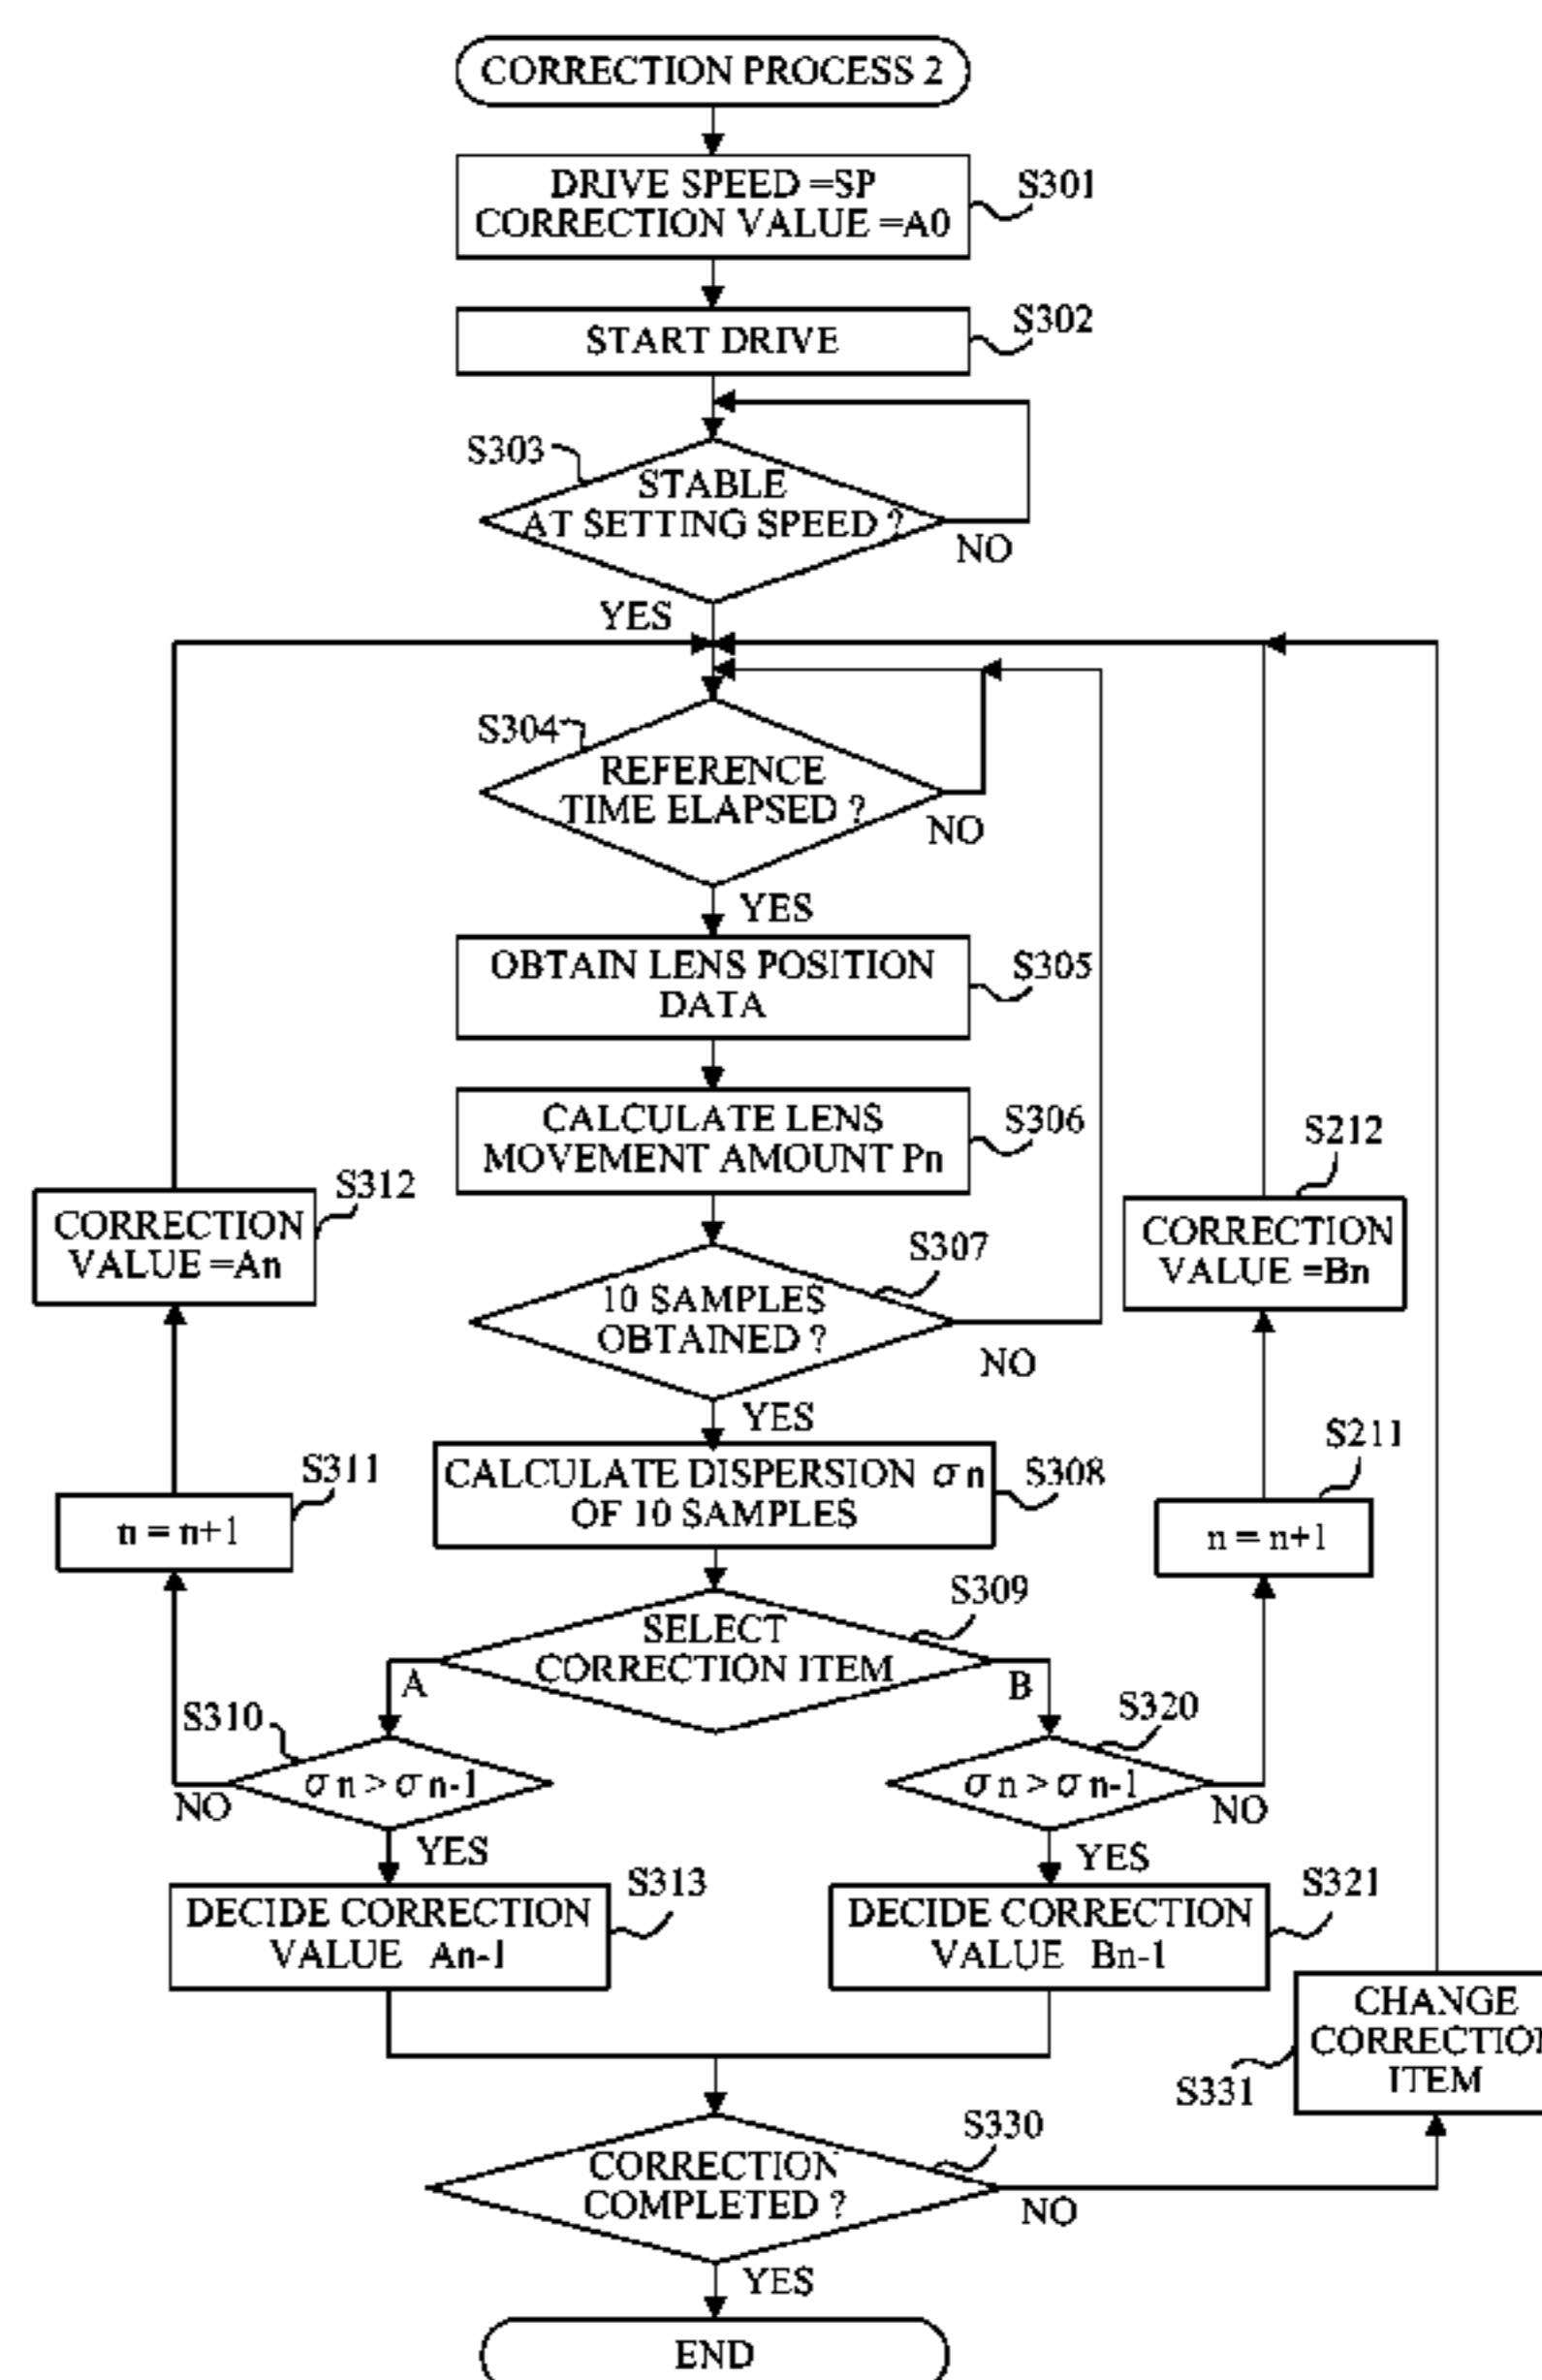 CORRECTION PROCESS 2
DRIVE SPEED =SP
CORRECTION VALUE =A0
S301
START DRIVE
S302
S303
STABLE
AT SETTING SPEED ?
NO
YES
S304
REFERENCE
TIME ELAPSED ?
NO
YES
OBTAIN LENS POSITION
DATA
S305
CALCULATE LENS
MOVEMENT AMOUNT Pn
S306
S312
CORRECTION
VALUE =An
S212
CORRECTION
VALUE =Bn
S307
10 SAMPLES
OBTAINED ?
NO
YES
S311
n = n+1
CALCULATE DISPERSION σn
OF 10 SAMPLES
S308
S211
n = n+1
S309
SELECT
CORRECTION ITEM
A
B
S310
σn > σn-1
NO
YES
S320
σn > σn-1
NO
YES
DECIDE CORRECTION
VALUE An-1
S313
DECIDE CORRECTION
VALUE Bn-1
S321
CHANGE
CORRECTION
ITEM
S331
S330
CORRECTION
COMPLETED ?
NO
YES
END